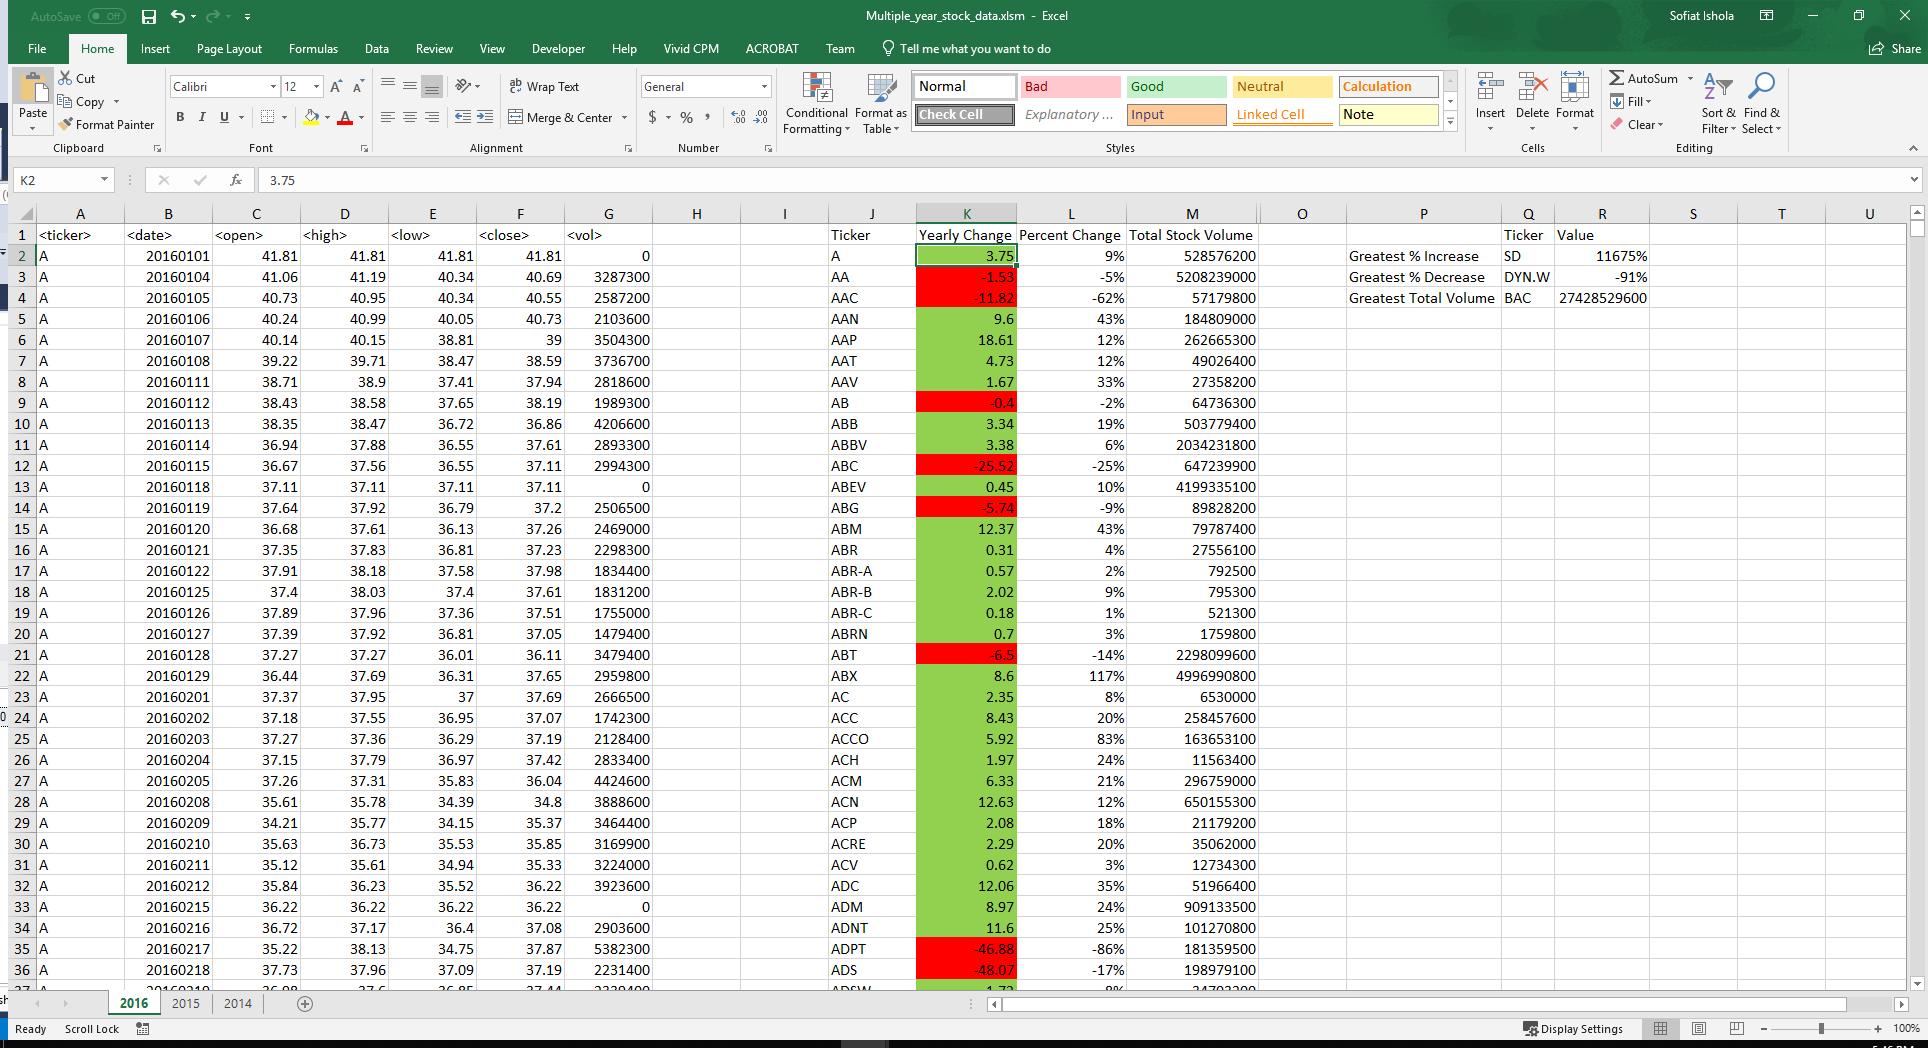 AutoSave Off Multiple_year_stock_data.xlsm - Excel Sofiat Ishola
File Home Insert Page Layout Formulas Data Review View Developer Help Vivid CPM ACROBAT Team Tell me what you want to do Share
Paste Cut Copy Format Painter Clipboard
Calibri 12 B I U A Font
ab Wrap Text Merge & Center Alignment
General $ % , Number
Conditional Formatting Format as Table
Normal Bad Good Neutral Calculation
Check Cell Explanatory ... Input Linked Cell Note
Styles
Insert Delete Format Cells
AutoSum Fill Clear Sort & Filter Find & Select Editing
K2 fx 3.75
A B C D E F G H I J K L M O P Q R S T U
1 <ticker> <date> <open> <high> <low> <close> <vol> Ticker Yearly Change Percent Change Total Stock Volume Ticker Value
2 A 20160101 41.81 41.81 41.81 41.81 0 A 3.75 9% 528576200 Greatest % Increase SD 11675%
3 A 20160104 41.06 41.19 40.34 40.69 3287300 AA -1.53 -5% 5208239000 Greatest % Decrease DYN.W -91%
4 A 20160105 40.73 40.95 40.34 40.55 2587200 AAC -11.82 -62% 57179800 Greatest Total Volume BAC 27428529600
5 A 20160106 40.24 40.99 40.05 40.73 2103600 AAN 9.6 43% 184809000
6 A 20160107 40.14 40.15 38.81 39 3504300 AAP 18.61 12% 262665300
7 A 20160108 39.22 39.71 38.47 38.59 3736700 AAT 4.73 12% 49026400
8 A 20160111 38.71 38.9 37.41 37.94 2818600 AAV 1.67 33% 27358200
9 A 20160112 38.43 38.58 37.65 38.19 1989300 AB -0.4 -2% 64736300
10 A 20160113 38.35 38.47 36.72 36.86 4206600 ABB 3.34 19% 503779400
11 A 20160114 36.94 37.88 36.55 37.61 2893300 ABBV 3.38 6% 2034231800
12 A 20160115 36.67 37.56 36.55 37.11 2994300 ABC -25.52 -25% 647239900
13 A 20160118 37.11 37.11 37.11 37.11 0 ABEV 0.45 10% 4199335100
14 A 20160119 37.64 37.92 36.79 37.2 2506500 ABG -5.74 -9% 89828200
15 A 20160120 36.68 37.61 36.13 37.26 2469000 ABM 12.37 43% 79787400
16 A 20160121 37.35 37.83 36.81 37.23 2298300 ABR 0.31 4% 27556100
17 A 20160122 37.91 38.18 37.58 37.98 1834400 ABR-A 0.57 2% 792500
18 A 20160125 37.4 38.03 37.4 37.61 1831200 ABR-B 2.02 9% 795300
19 A 20160126 37.89 37.96 37.36 37.51 1755000 ABR-C 0.18 1% 521300
20 A 20160127 37.39 37.92 36.81 37.05 1479400 ABRN 0.7 3% 1759800
21 A 20160128 37.27 37.27 36.01 36.11 3479400 ABT -6.5 -14% 2298099600
22 A 20160129 36.44 37.69 36.31 37.65 2959800 ABX 8.6 117% 4996990800
23 A 20160201 37.37 37.95 37 37.69 2666500 AC 2.35 8% 6530000
24 A 20160202 37.18 37.55 36.95 37.07 1742300 ACC 8.43 20% 258457600
25 A 20160203 37.27 37.36 36.29 37.19 2128400 ACCO 5.92 83% 163653100
26 A 20160204 37.15 37.79 36.97 37.42 2833400 ACH 1.97 24% 11563400
27 A 20160205 37.26 37.31 35.83 36.04 4424600 ACM 6.33 21% 296759000
28 A 20160208 35.61 35.78 34.39 34.8 3888600 ACN 12.63 12% 650155300
29 A 20160209 34.21 35.77 34.15 35.37 3464400 ACP 2.08 18% 21179200
30 A 20160210 35.63 36.73 35.53 35.85 3169900 ACRE 2.29 20% 35062000
31 A 20160211 35.12 35.61 34.94 35.33 3224000 ACV 0.62 3% 12734300
32 A 20160212 35.84 36.23 35.52 36.22 3923600 ADC 12.06 35% 51966400
33 A 20160215 36.22 36.22 36.22 36.22 0 ADM 8.97 24% 909133500
34 A 20160216 36.72 37.17 36.4 37.08 2903600 ADNT 11.6 25% 101270800
35 A 20160217 35.22 38.13 34.75 37.87 5382300 ADPT -46.88 -86% 181359500
36 A 20160218 37.73 37.96 37.09 37.19 2231400 ADS -48.07 -17% 198979100
2016 2015 2014
Ready Scroll Lock Display Settings 100%